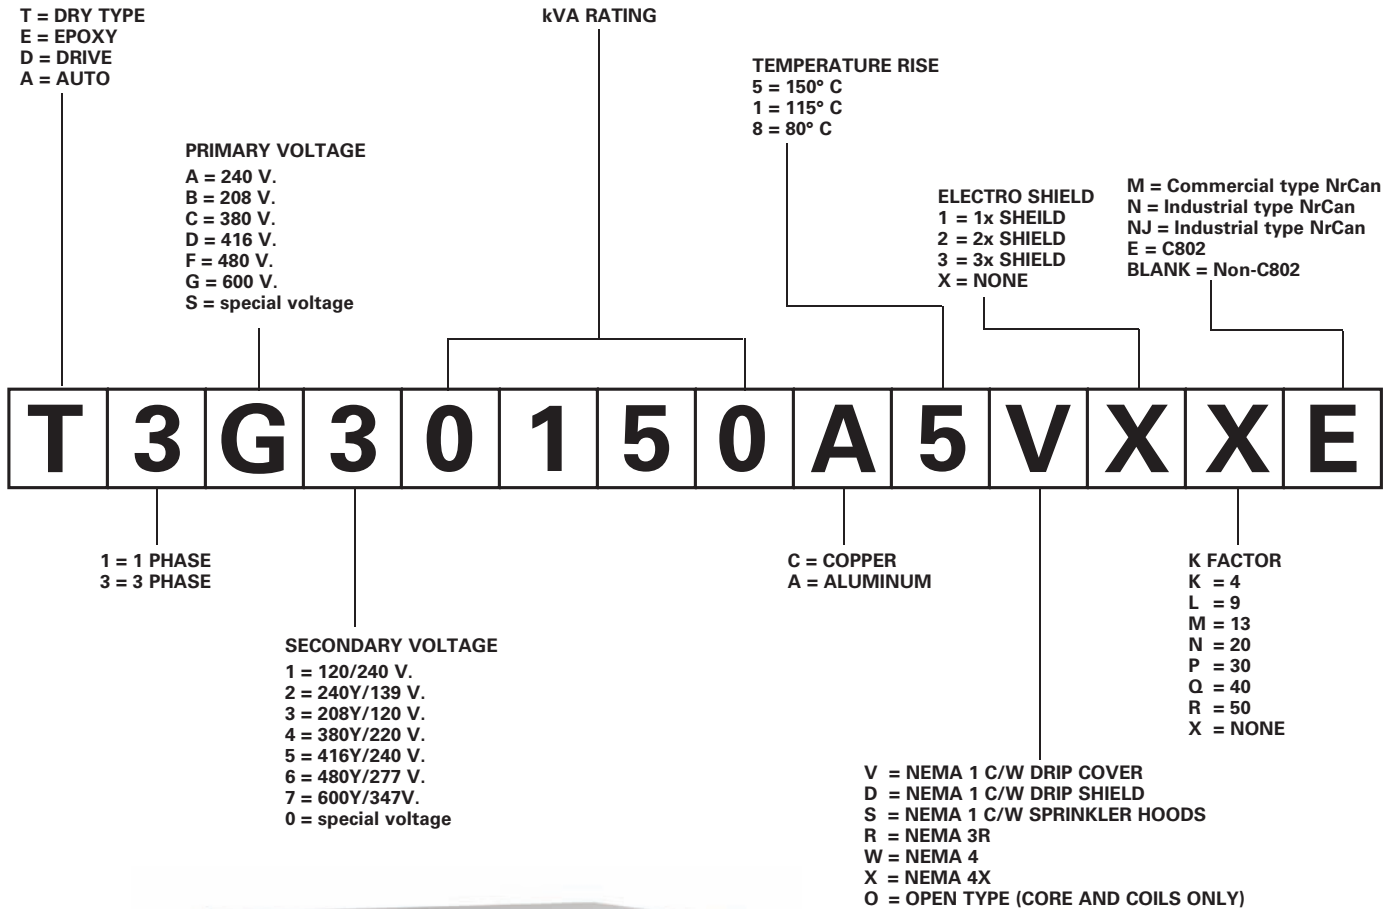 T = DRY TYPE
E = EPOXY
D = DRIVE
A = AUTO
kVA RATING
TEMPERATURE RISE
5 = 150° C
1 = 115° C
8 = 80° C
PRIMARY VOLTAGE
A = 240 V.
B = 208 V.
C = 380 V.
D = 416 V.
F = 480 V.
G = 600 V.
S = special voltage
ELECTRO SHIELD
1 = 1x SHEILD
2 = 2x SHIELD
3 = 3x SHIELD
X = NONE
M = Commercial type NrCan
N = Industrial type NrCan
NJ = Industrial type NrCan
E = C802
BLANK = Non-C802
T 3 G 3 0 1 5 0 A 5 V X X E
1 = 1 PHASE
3 = 3 PHASE
SECONDARY VOLTAGE
1 = 120/240 V.
2 = 240Y/139 V.
3 = 208Y/120 V.
4 = 380Y/220 V.
5 = 416Y/240 V.
6 = 480Y/277 V.
7 = 600Y/347V.
0 = special voltage
C = COPPER
A = ALUMINUM
V = NEMA 1 C/W DRIP COVER
D = NEMA 1 C/W DRIP SHIELD
S = NEMA 1 C/W SPRINKLER HOODS
R = NEMA 3R
W = NEMA 4
X = NEMA 4X
O = OPEN TYPE (CORE AND COILS ONLY)
K FACTOR
K = 4
L = 9
M = 13
N = 20
P = 30
Q = 40
R = 50
X = NONE